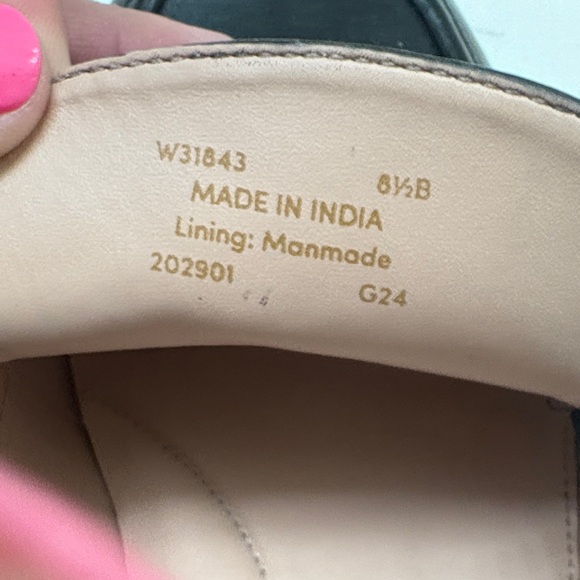 W31843 8½B
MADE IN INDIA
Lining: Manmade
202901 G24